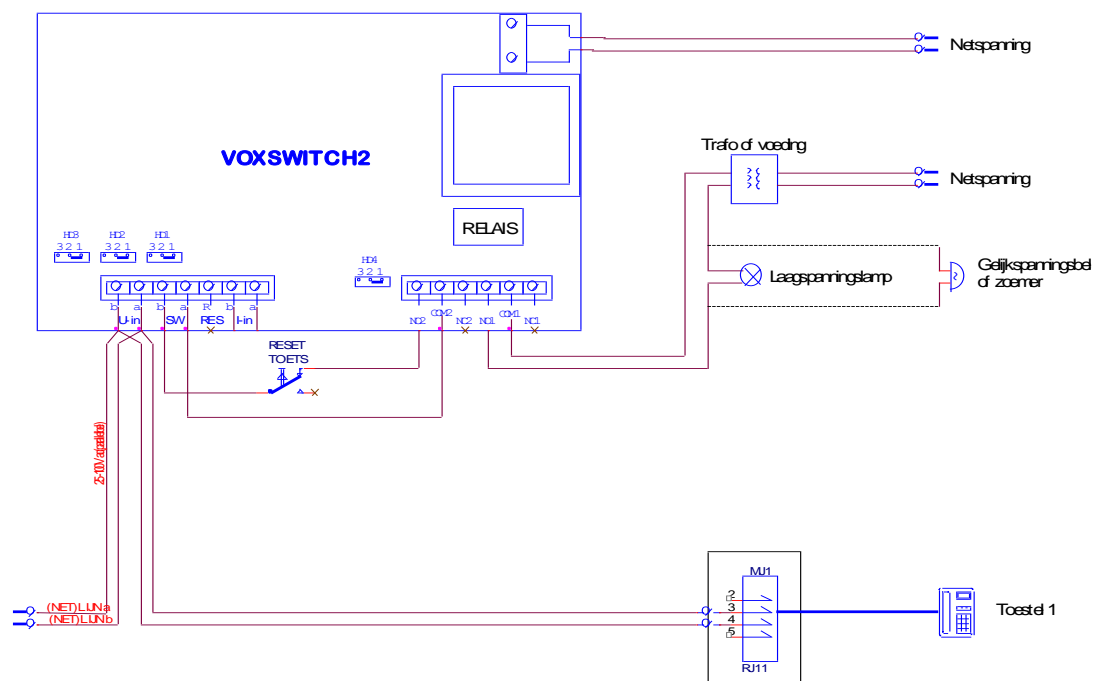 Netspanning
VOXSWITCH2
Trafo of voeding
Netspanning
RELAIS
HD3
HD2
HD1
3 2 1
3 2 1
3 2 1
HD4
3 2 1
Laagspanningslamp
Gelijkspanningsbel
of zoemer
b a b a R b a
U-in SW RES I-in
NO2 COM2 NC2 NO1 COM1 NC1
RESET
TOETS
(NET)LIJN a
(NET)LIJN b
MJ1
2
3
4
5
RJ11
Toestel 1